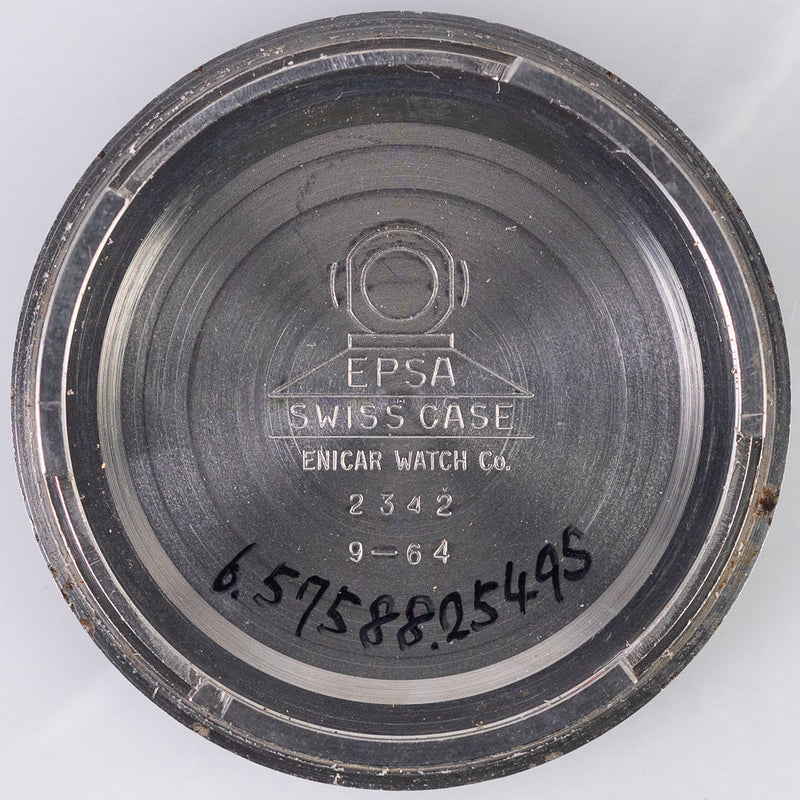 EPSA
SWISS CASE
ENICAR WATCH Co.
2342
9-64
6.57588.25495